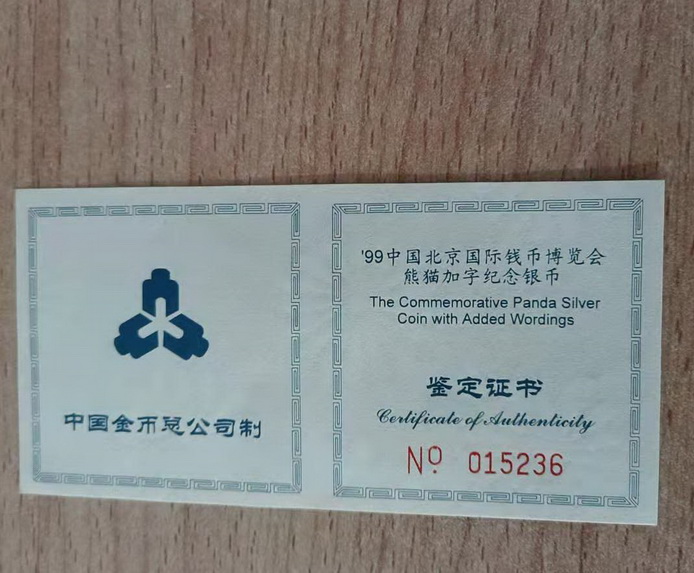 中国金币总公司制
'99中国北京国际钱币博览会
熊猫加字纪念银币
The Commemorative Panda Silver
Coin with Added Wordings
鉴定证书
Certificate of Authenticity
No 015236